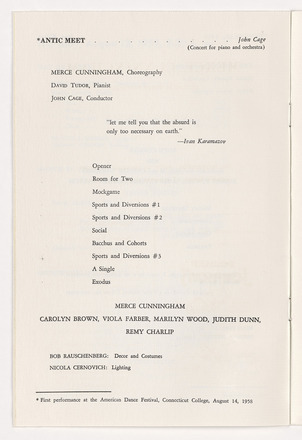 *ANTIC MEET . . . . . . . . . . . . John Cage
(Concert for piano and orchestra)
MERCE CUNNINGHAM, Choreography
DAVID TUDOR, Pianist
JOHN CAGE, Conductor
"let me tell you that the absurd is
only too necessary on earth."
—Ivan Karamazov
Opener
Room for Two
Mockgame
Sports and Diversions #1
Sports and Diversions #2
Social
Bacchus and Cohorts
Sports and Diversions #3
A Single
Exodus
MERCE CUNNINGHAM
CAROLYN BROWN, VIOLA FARBER, MARILYN WOOD, JUDITH DUNN,
REMY CHARLIP
BOB RAUSCHENBERG: Decor and Costumes
NICOLA CERNOVICH: Lighting
* First performance at the American Dance Festival, Connecticut College, August 14, 1958